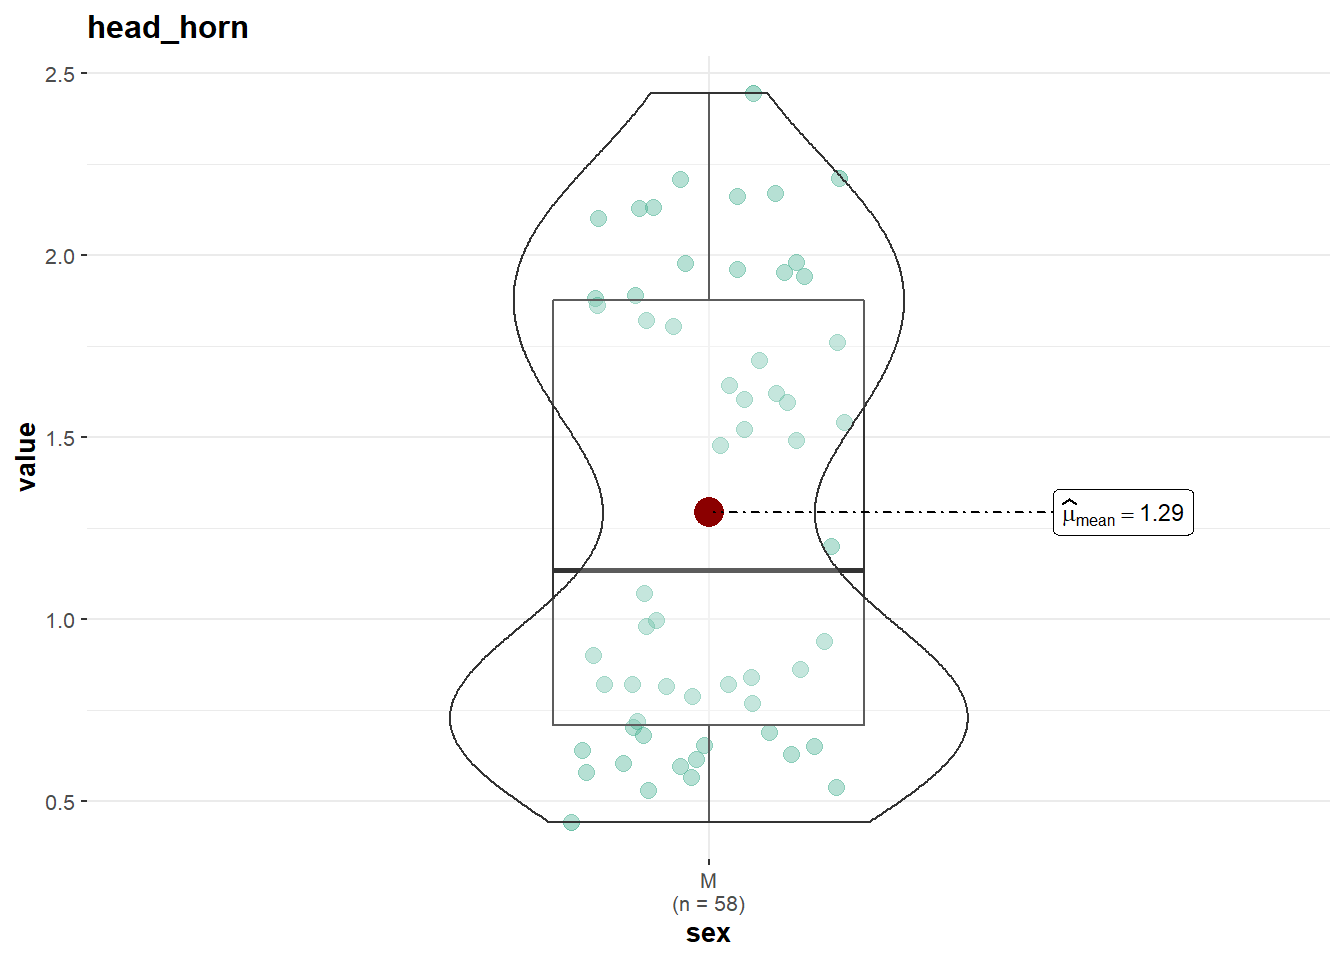 head_horn
2.5
2.0
1.5
1.0
0.5
value
μ̂mean = 1.29
M
(n = 58)
sex